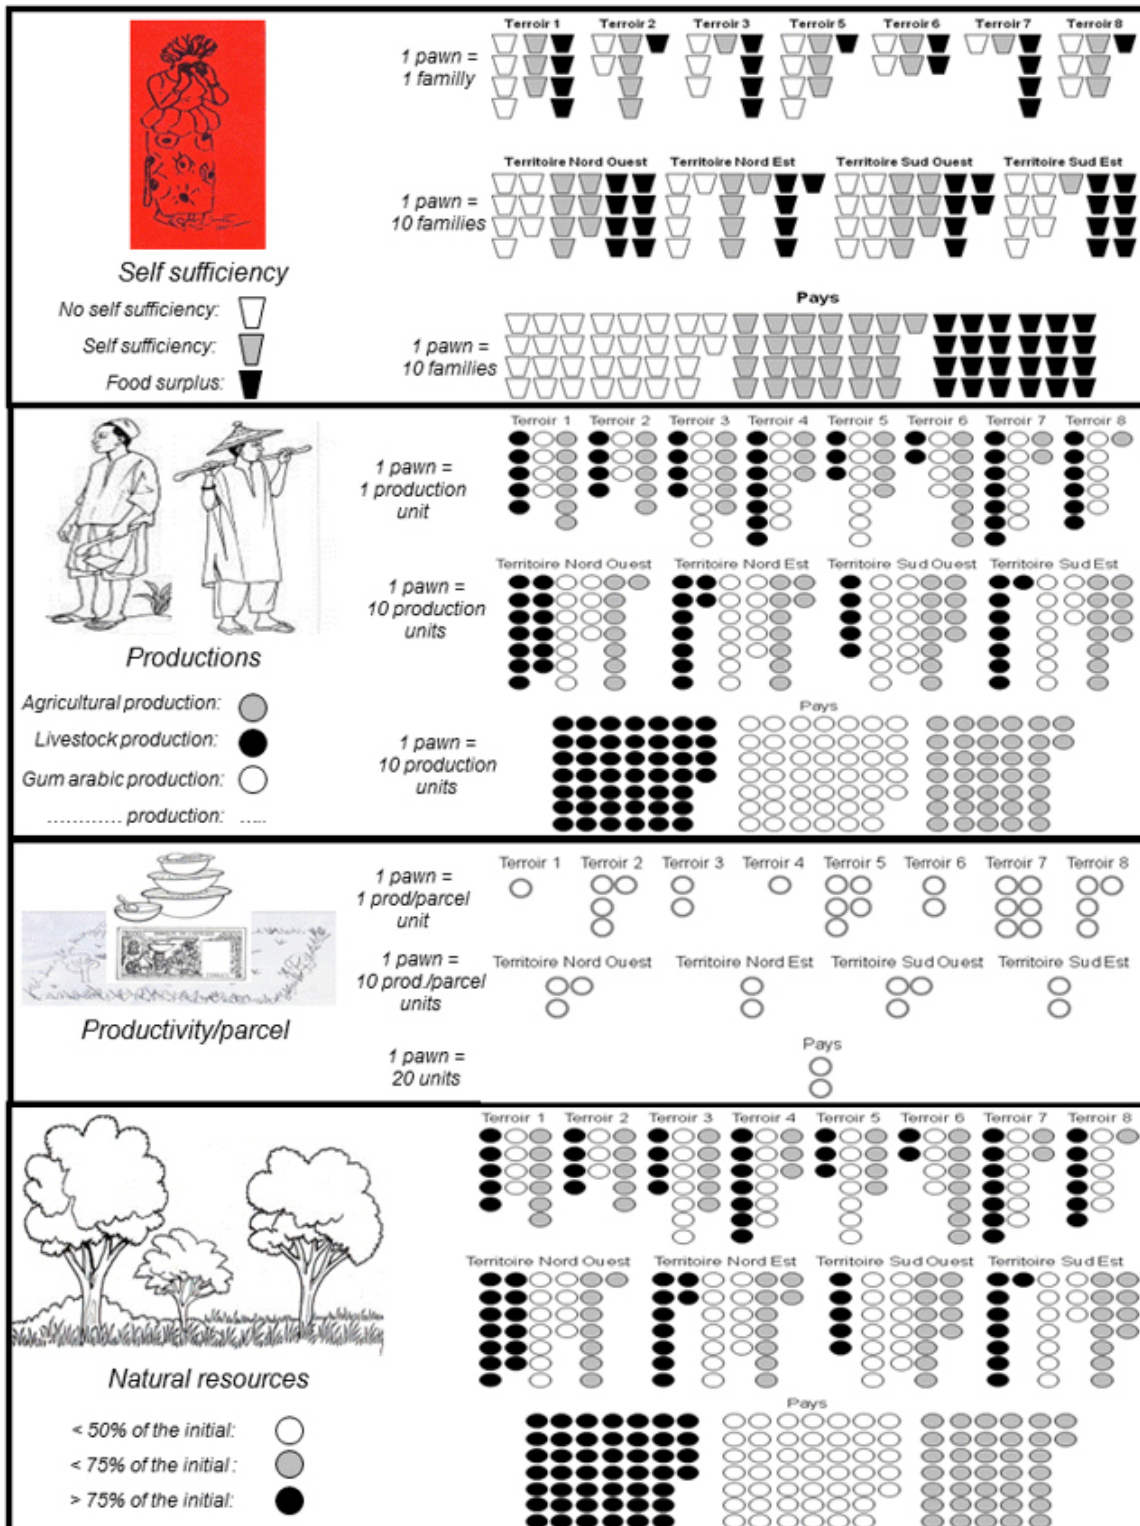 Terroir 1 Terroir 2 Terroir 3 Terroir 5 Terroir 6 Terroir 7 Terroir 8
1 pawn =
1 familly
Territoire Nord Ouest Territoire Nord Est Territoire Sud Ouest Territoire Sud Est
1 pawn =
10 families
Self sufficiency
No self sufficiency:
Self sufficiency:
Food surplus:
Pays
1 pawn =
10 families
Terroir 1 Terroir 2 Terroir 3 Terroir 4 Terroir 5 Terroir 6 Terroir 7 Terroir 8
1 pawn =
1 production
unit
Territoire Nord Ouest Territoire Nord Est Territoire Sud Ouest Territoire Sud Est
1 pawn =
10 production
units
Productions
Agricultural production:
Livestock production:
Gum arabic production:
............ production: .....
Pays
1 pawn =
10 production
units
Terroir 1 Terroir 2 Terroir 3 Terroir 4 Terroir 5 Terroir 6 Terroir 7 Terroir 8
1 pawn =
1 prod/parcel
unit
Territoire Nord Ouest Territoire Nord Est Territoire Sud Ouest Territoire Sud Est
1 pawn =
10 prod./parcel
units
Productivity/parcel
Pays
1 pawn =
20 units
Terroir 1 Terroir 2 Terroir 3 Terroir 4 Terroir 5 Terroir 6 Terroir 7 Terroir 8
Territoire Nord Ouest Territoire Nord Est Territoire Sud Ouest Territoire Sud Est
Natural resources
< 50% of the initial:
< 75% of the initial :
> 75% of the initial:
Pays